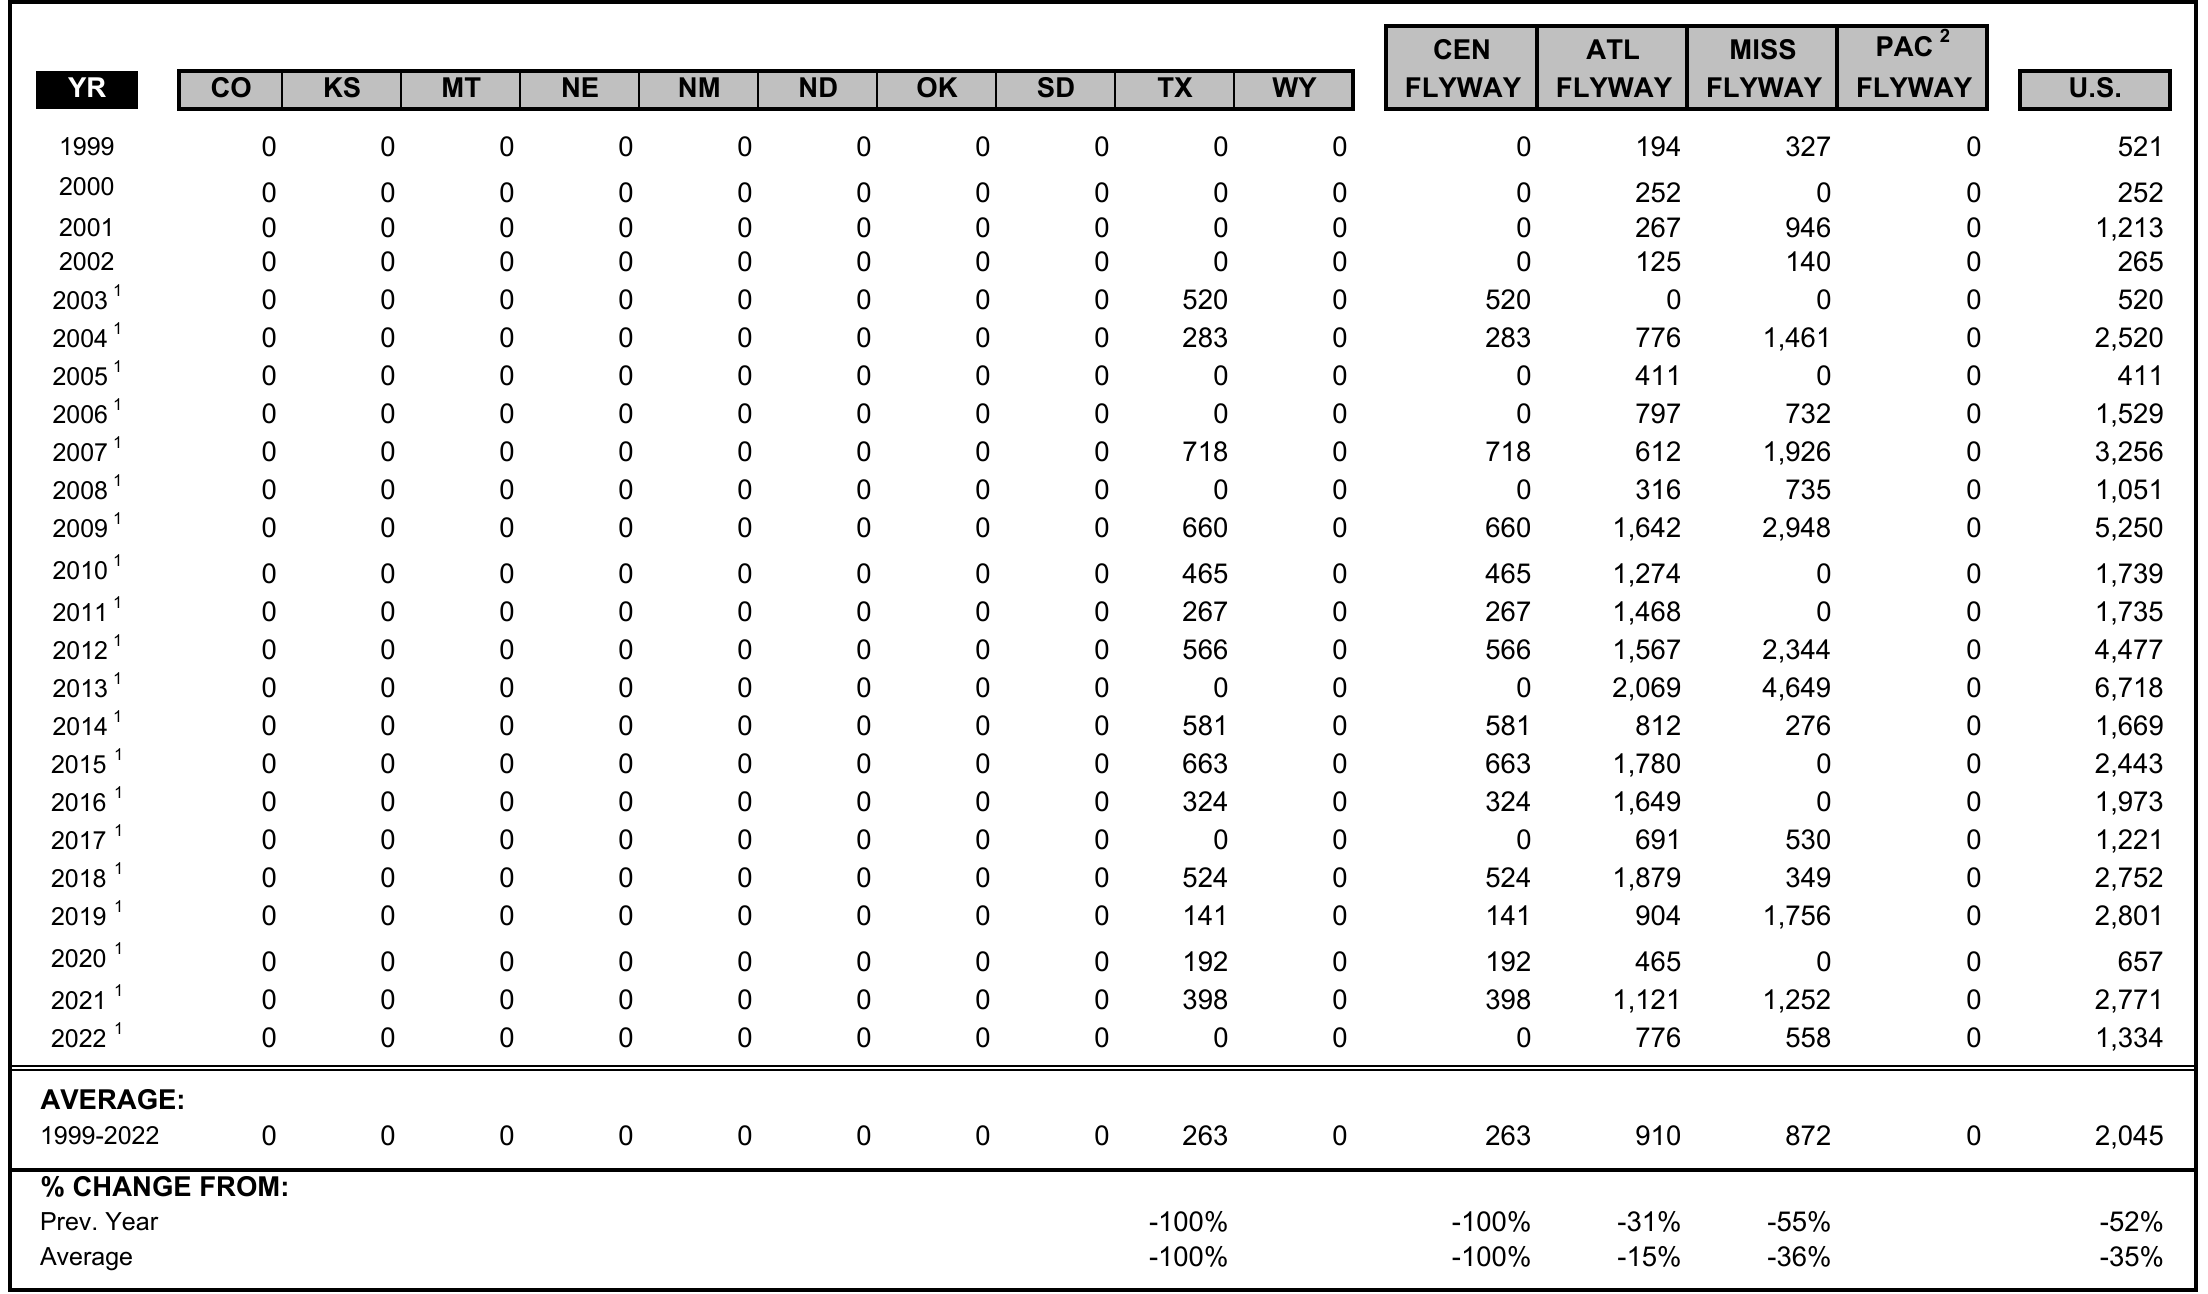 CEN ATL MISS PAC 2
YR CO KS MT NE NM ND OK SD TX WY FLYWAY FLYWAY FLYWAY FLYWAY U.S.
1999 0 0 0 0 0 0 0 0 0 0 0 194 327 0 521
2000 0 0 0 0 0 0 0 0 0 0 0 252 0 0 252
2001 0 0 0 0 0 0 0 0 0 0 0 267 946 0 1,213
2002 0 0 0 0 0 0 0 0 0 0 0 125 140 0 265
2003 1 0 0 0 0 0 0 0 0 520 0 520 0 0 0 520
2004 1 0 0 0 0 0 0 0 0 283 0 283 776 1,461 0 2,520
2005 1 0 0 0 0 0 0 0 0 0 0 0 411 0 0 411
2006 1 0 0 0 0 0 0 0 0 0 0 0 797 732 0 1,529
2007 1 0 0 0 0 0 0 0 0 718 0 718 612 1,926 0 3,256
2008 1 0 0 0 0 0 0 0 0 0 0 0 316 735 0 1,051
2009 1 0 0 0 0 0 0 0 0 660 0 660 1,642 2,948 0 5,250
2010 1 0 0 0 0 0 0 0 0 465 0 465 1,274 0 0 1,739
2011 1 0 0 0 0 0 0 0 0 267 0 267 1,468 0 0 1,735
2012 1 0 0 0 0 0 0 0 0 566 0 566 1,567 2,344 0 4,477
2013 1 0 0 0 0 0 0 0 0 0 0 0 2,069 4,649 0 6,718
2014 1 0 0 0 0 0 0 0 0 581 0 581 812 276 0 1,669
2015 1 0 0 0 0 0 0 0 0 663 0 663 1,780 0 0 2,443
2016 1 0 0 0 0 0 0 0 0 324 0 324 1,649 0 0 1,973
2017 1 0 0 0 0 0 0 0 0 0 0 0 691 530 0 1,221
2018 1 0 0 0 0 0 0 0 0 524 0 524 1,879 349 0 2,752
2019 1 0 0 0 0 0 0 0 0 141 0 141 904 1,756 0 2,801
2020 1 0 0 0 0 0 0 0 0 192 0 192 465 0 0 657
2021 1 0 0 0 0 0 0 0 0 398 0 398 1,121 1,252 0 2,771
2022 1 0 0 0 0 0 0 0 0 0 0 0 776 558 0 1,334
AVERAGE:
1999-2022 0 0 0 0 0 0 0 0 263 0 263 910 872 0 2,045
% CHANGE FROM:
Prev. Year -100% -100% -31% -55% -52%
Average -100% -100% -15% -36% -35%